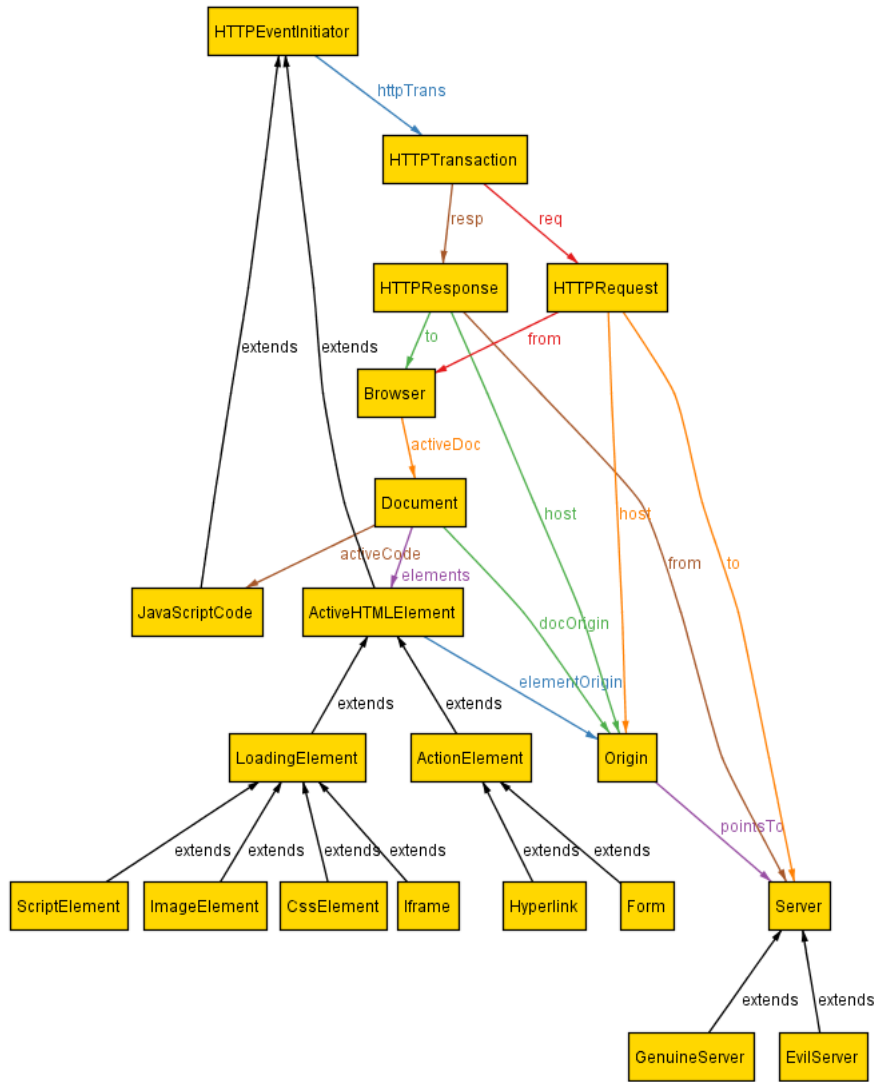 HTTPEventInitiator
httpTrans
HTTPTransaction
resp
req
HTTPResponse
HTTPRequest
to
from
extends
extends
Browser
activeDoc
Document
host
host
activeCode
from
to
elements
JavaScriptCode
ActiveHTMLElement
docOrigin
elementOrigin
extends
extends
LoadingElement
ActionElement
Origin
pointsTo
extends
extends
extends
extends
extends
extends
ScriptElement
ImageElement
CssElement
Iframe
Hyperlink
Form
Server
extends
extends
GenuineServer
EvilServer